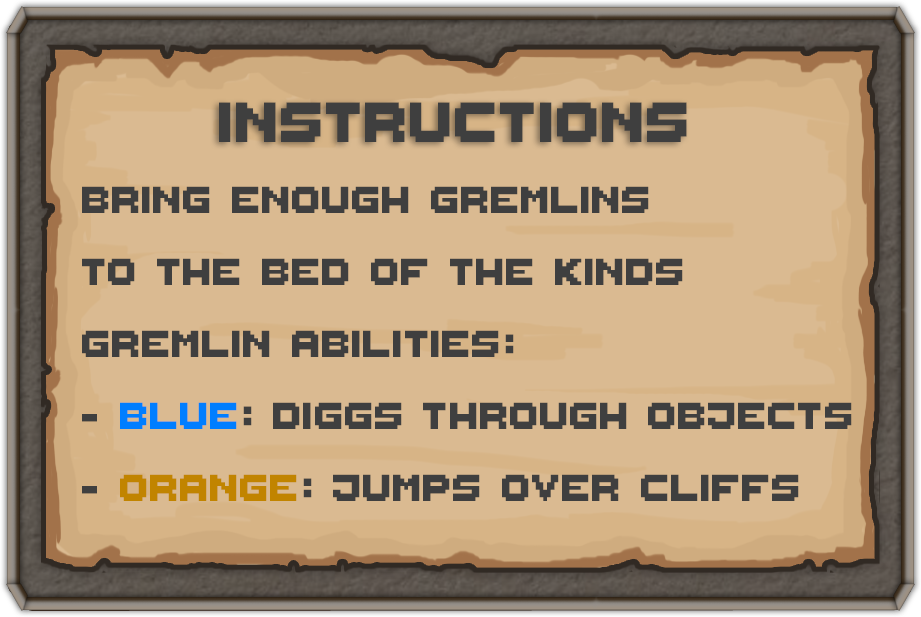 INSTRUCTIONS
BRING ENOUGH GREMLINS
TO THE BED OF THE KINDS
GREMLIN ABILITIES:
- BLUE: DIGGS THROUGH OBJECTS
- ORANGE: JUMPS OVER CLIFFS